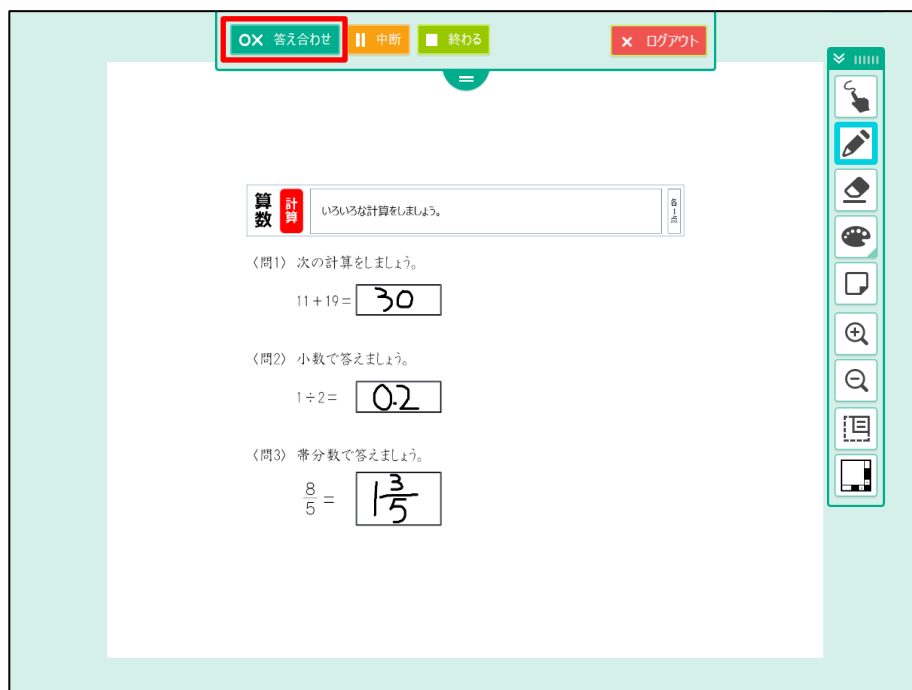 OX 答え合わせ 中断 終わる × ログアウト
算数 計算 いろいろな計算をしましょう。 各1点
〈問1〉 次の計算をしましょう。
11+19= 30
〈問2〉 小数で答えましょう。
1÷2= 0.2
〈問3〉 帯分数で答えましょう。
8/5 = 1 3/5